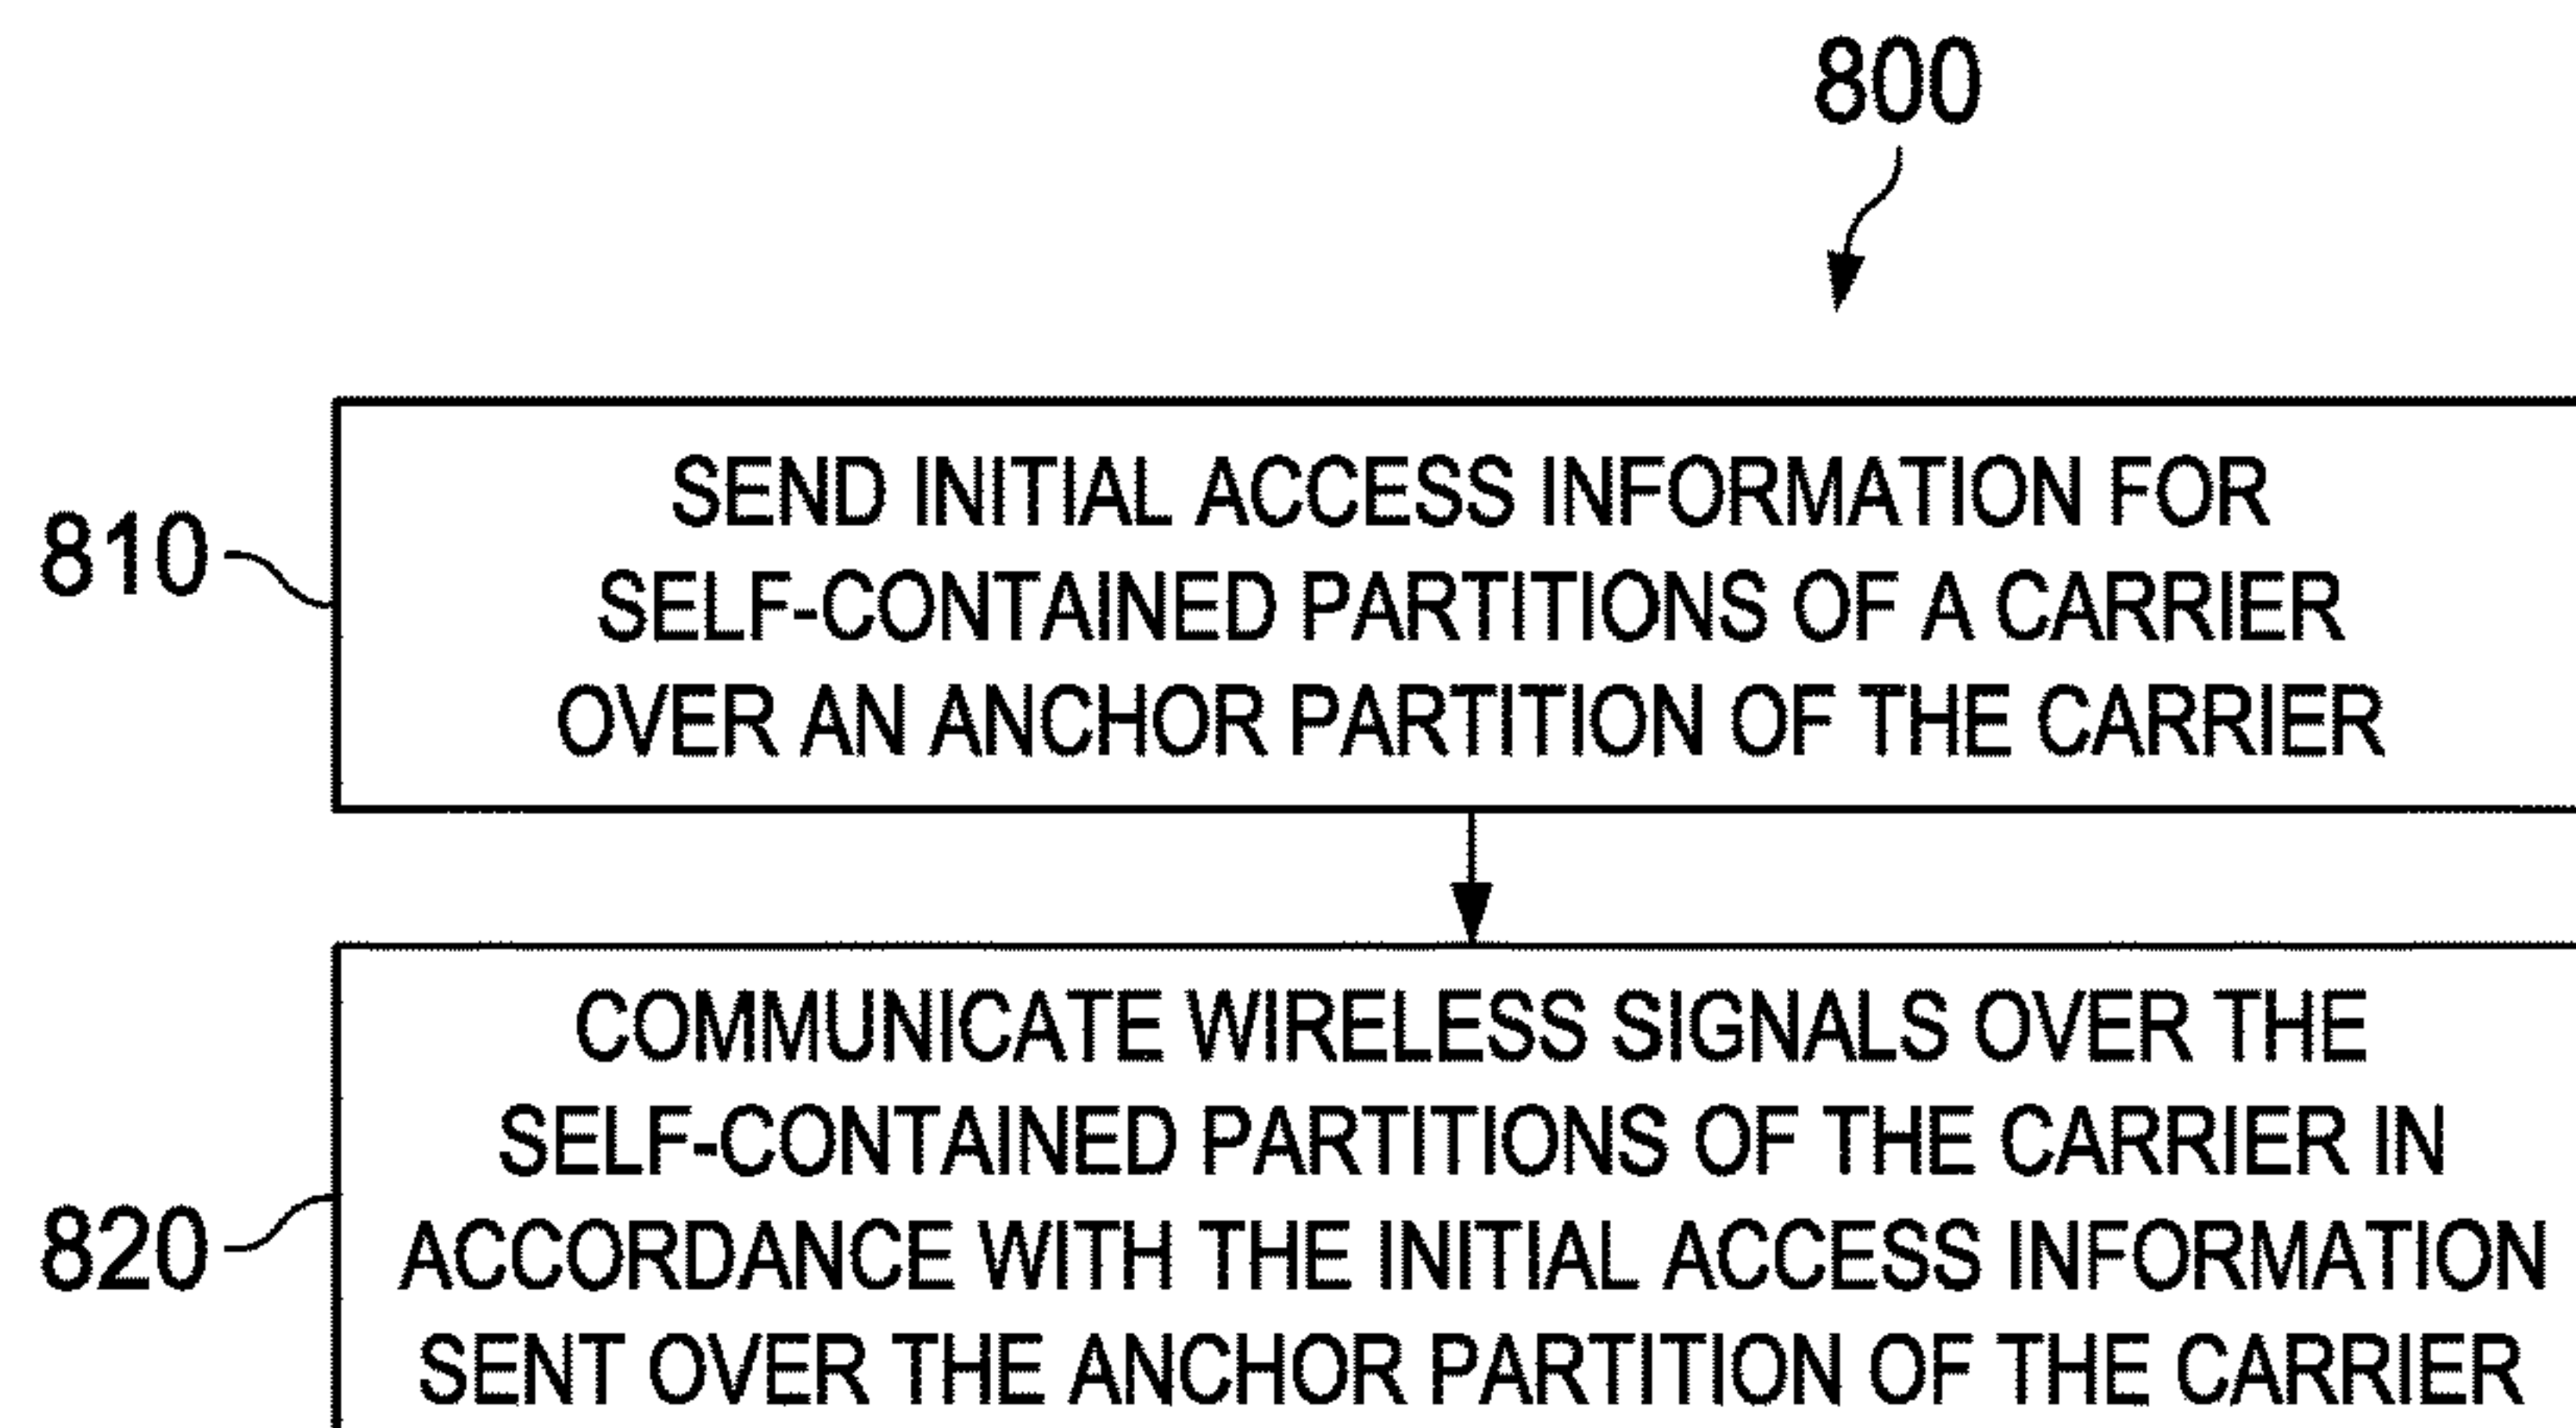 800
810
SEND INITIAL ACCESS INFORMATION FOR
SELF-CONTAINED PARTITIONS OF A CARRIER
OVER AN ANCHOR PARTITION OF THE CARRIER
820
COMMUNICATE WIRELESS SIGNALS OVER THE
SELF-CONTAINED PARTITIONS OF THE CARRIER IN
ACCORDANCE WITH THE INITIAL ACCESS INFORMATION
SENT OVER THE ANCHOR PARTITION OF THE CARRIER